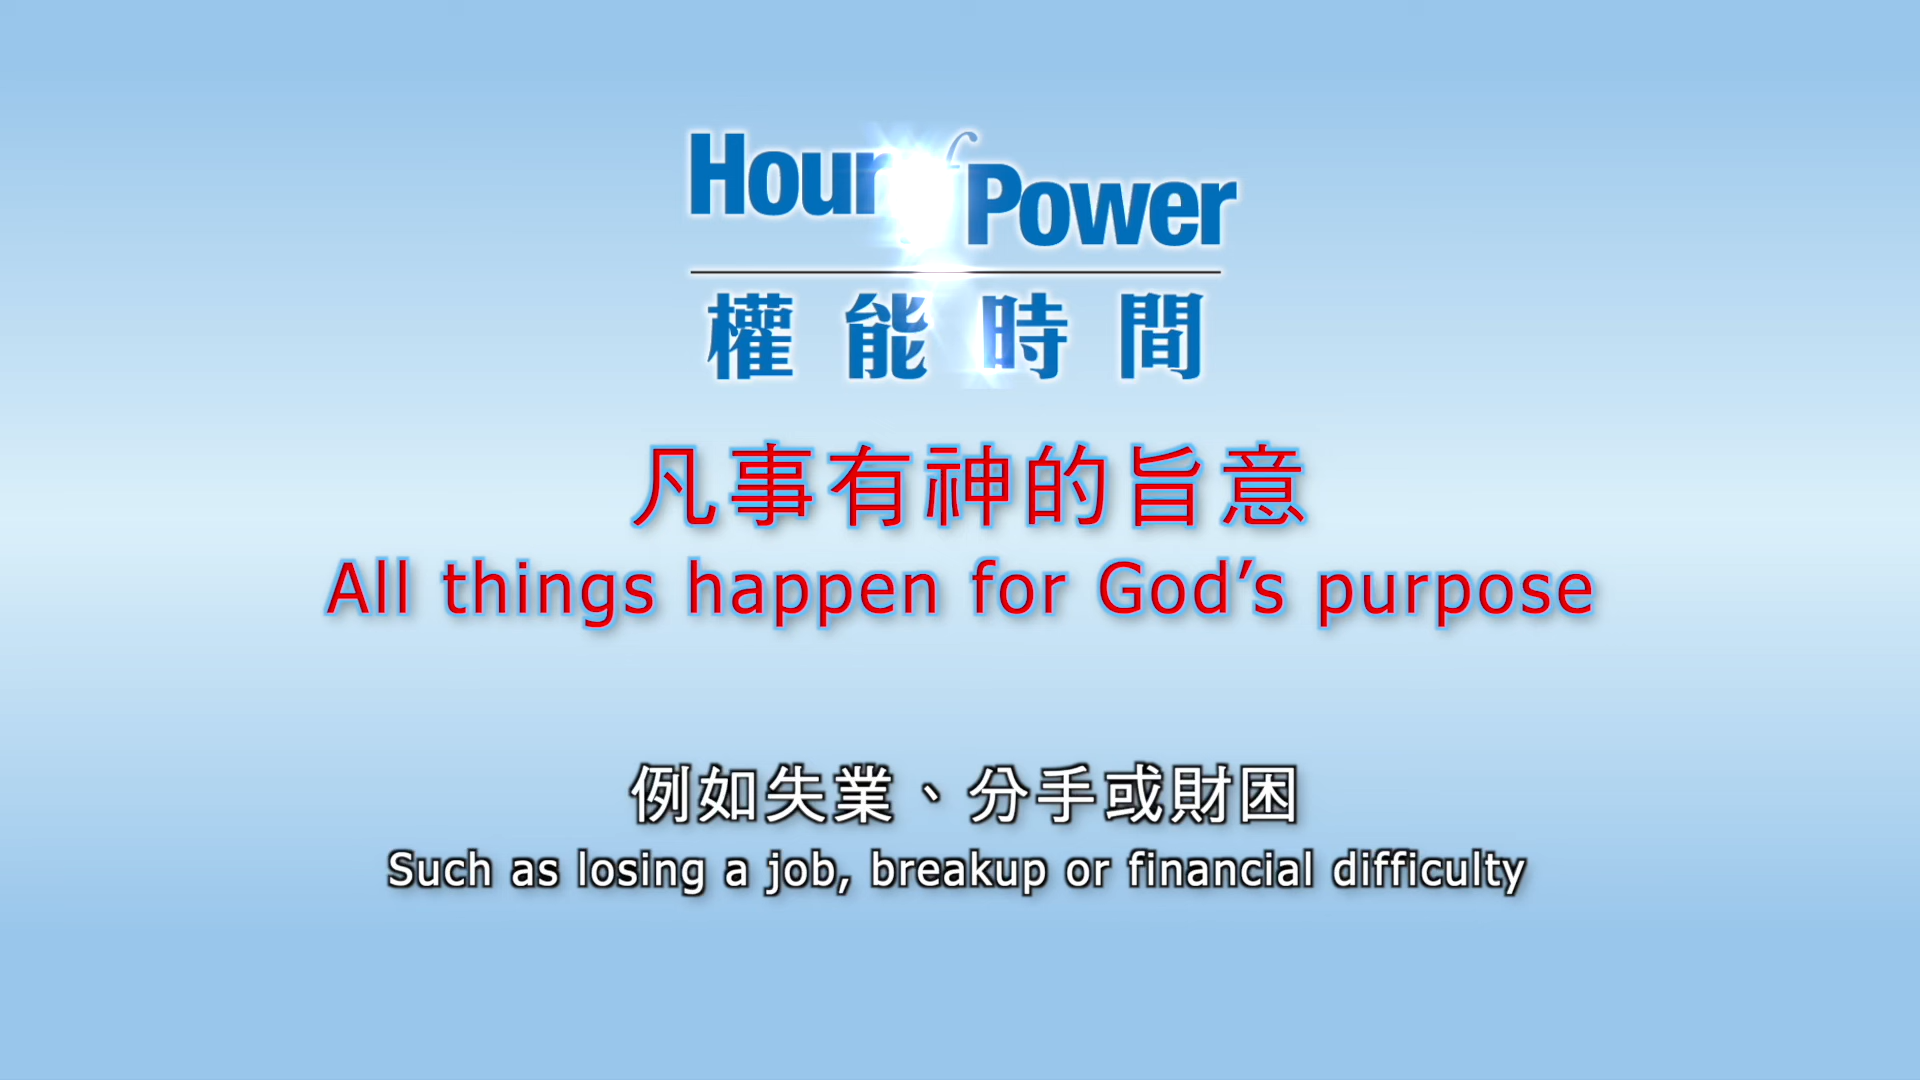 Hour of Power
權能時間
凡事有神的旨意
All things happen for God's purpose
例如失業、分手或財困
Such as losing a job, breakup or financial difficulty